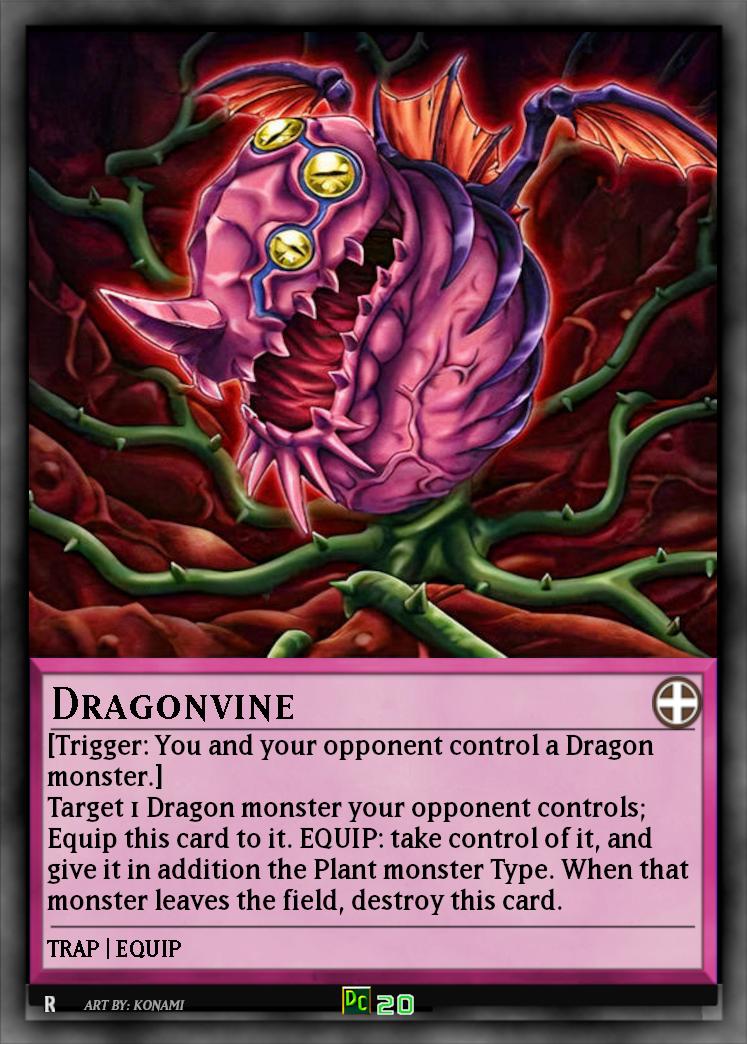 DRAGONVINE
[Trigger: You and your opponent control a Dragon
monster.]
Target 1 Dragon monster your opponent controls;
Equip this card to it. EQUIP: take control of it, and
give it in addition the Plant monster Type. When that
monster leaves the field, destroy this card.
TRAP | EQUIP
R ART BY: KONAMI DC 20